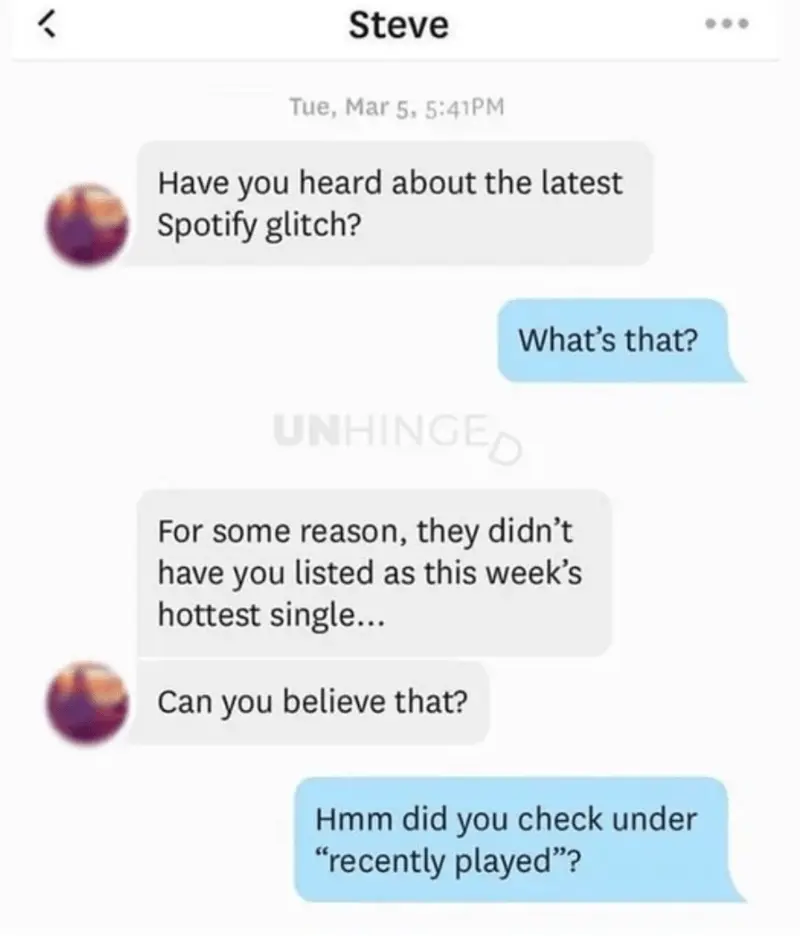 Steve
Tue, Mar 5, 5:41PM
Have you heard about the latest
Spotify glitch?
What’s that?
UNHINGED
For some reason, they didn’t
have you listed as this week’s
hottest single...
Can you believe that?
Hmm did you check under
“recently played”?